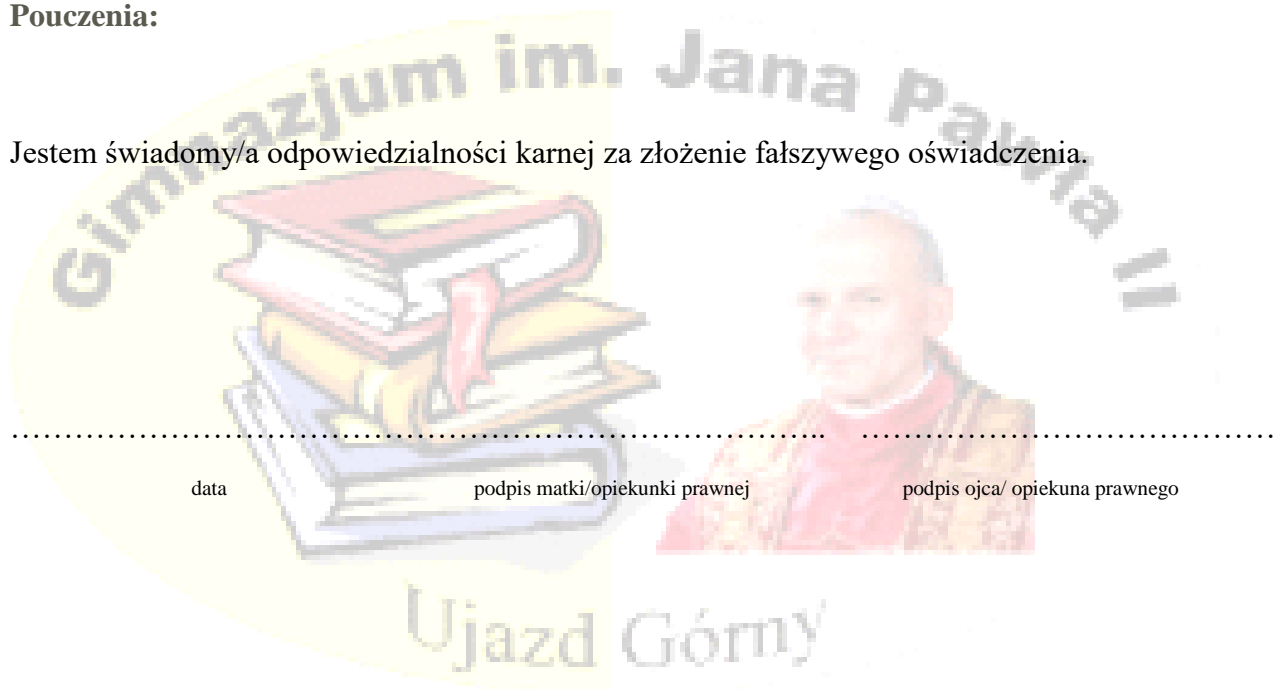 Pouczenia:
Gimnazjum im. Jana Pawła II
Jestem świadomy/a odpowiedzialności karnej za złożenie fałszywego oświadczenia.
………………………………………………………………….. …………………………………
data podpis matki/opiekunki prawnej podpis ojca/ opiekuna prawnego
Ujazd Górny